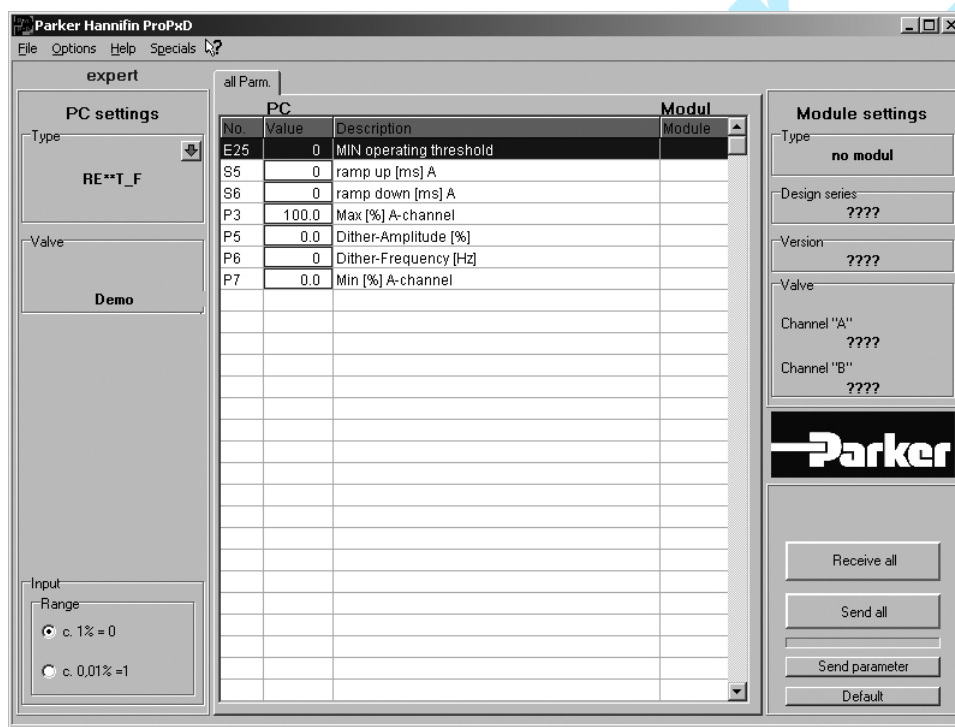 Parker Hannifin ProPxD
File Options Help Specials
expert
PC settings
Type
RE**T_F
Valve
Demo
Input
Range
c. 1% = 0
c. 0,01% =1
all Parm.
PC Modul
No. Value Description Module
E25 0 MIN operating threshold
S5 0 ramp up [ms] A
S6 0 ramp down [ms] A
P3 100.0 Max [%] A-channel
P5 0.0 Dither-Amplitude [%]
P6 0 Dither-Frequency [Hz]
P7 0.0 Min [%] A-channel
Module settings
Type
no modul
Design series
????
Version
????
Valve
Channel "A"
????
Channel "B"
????
Parker
Receive all
Send all
Send parameter
Default